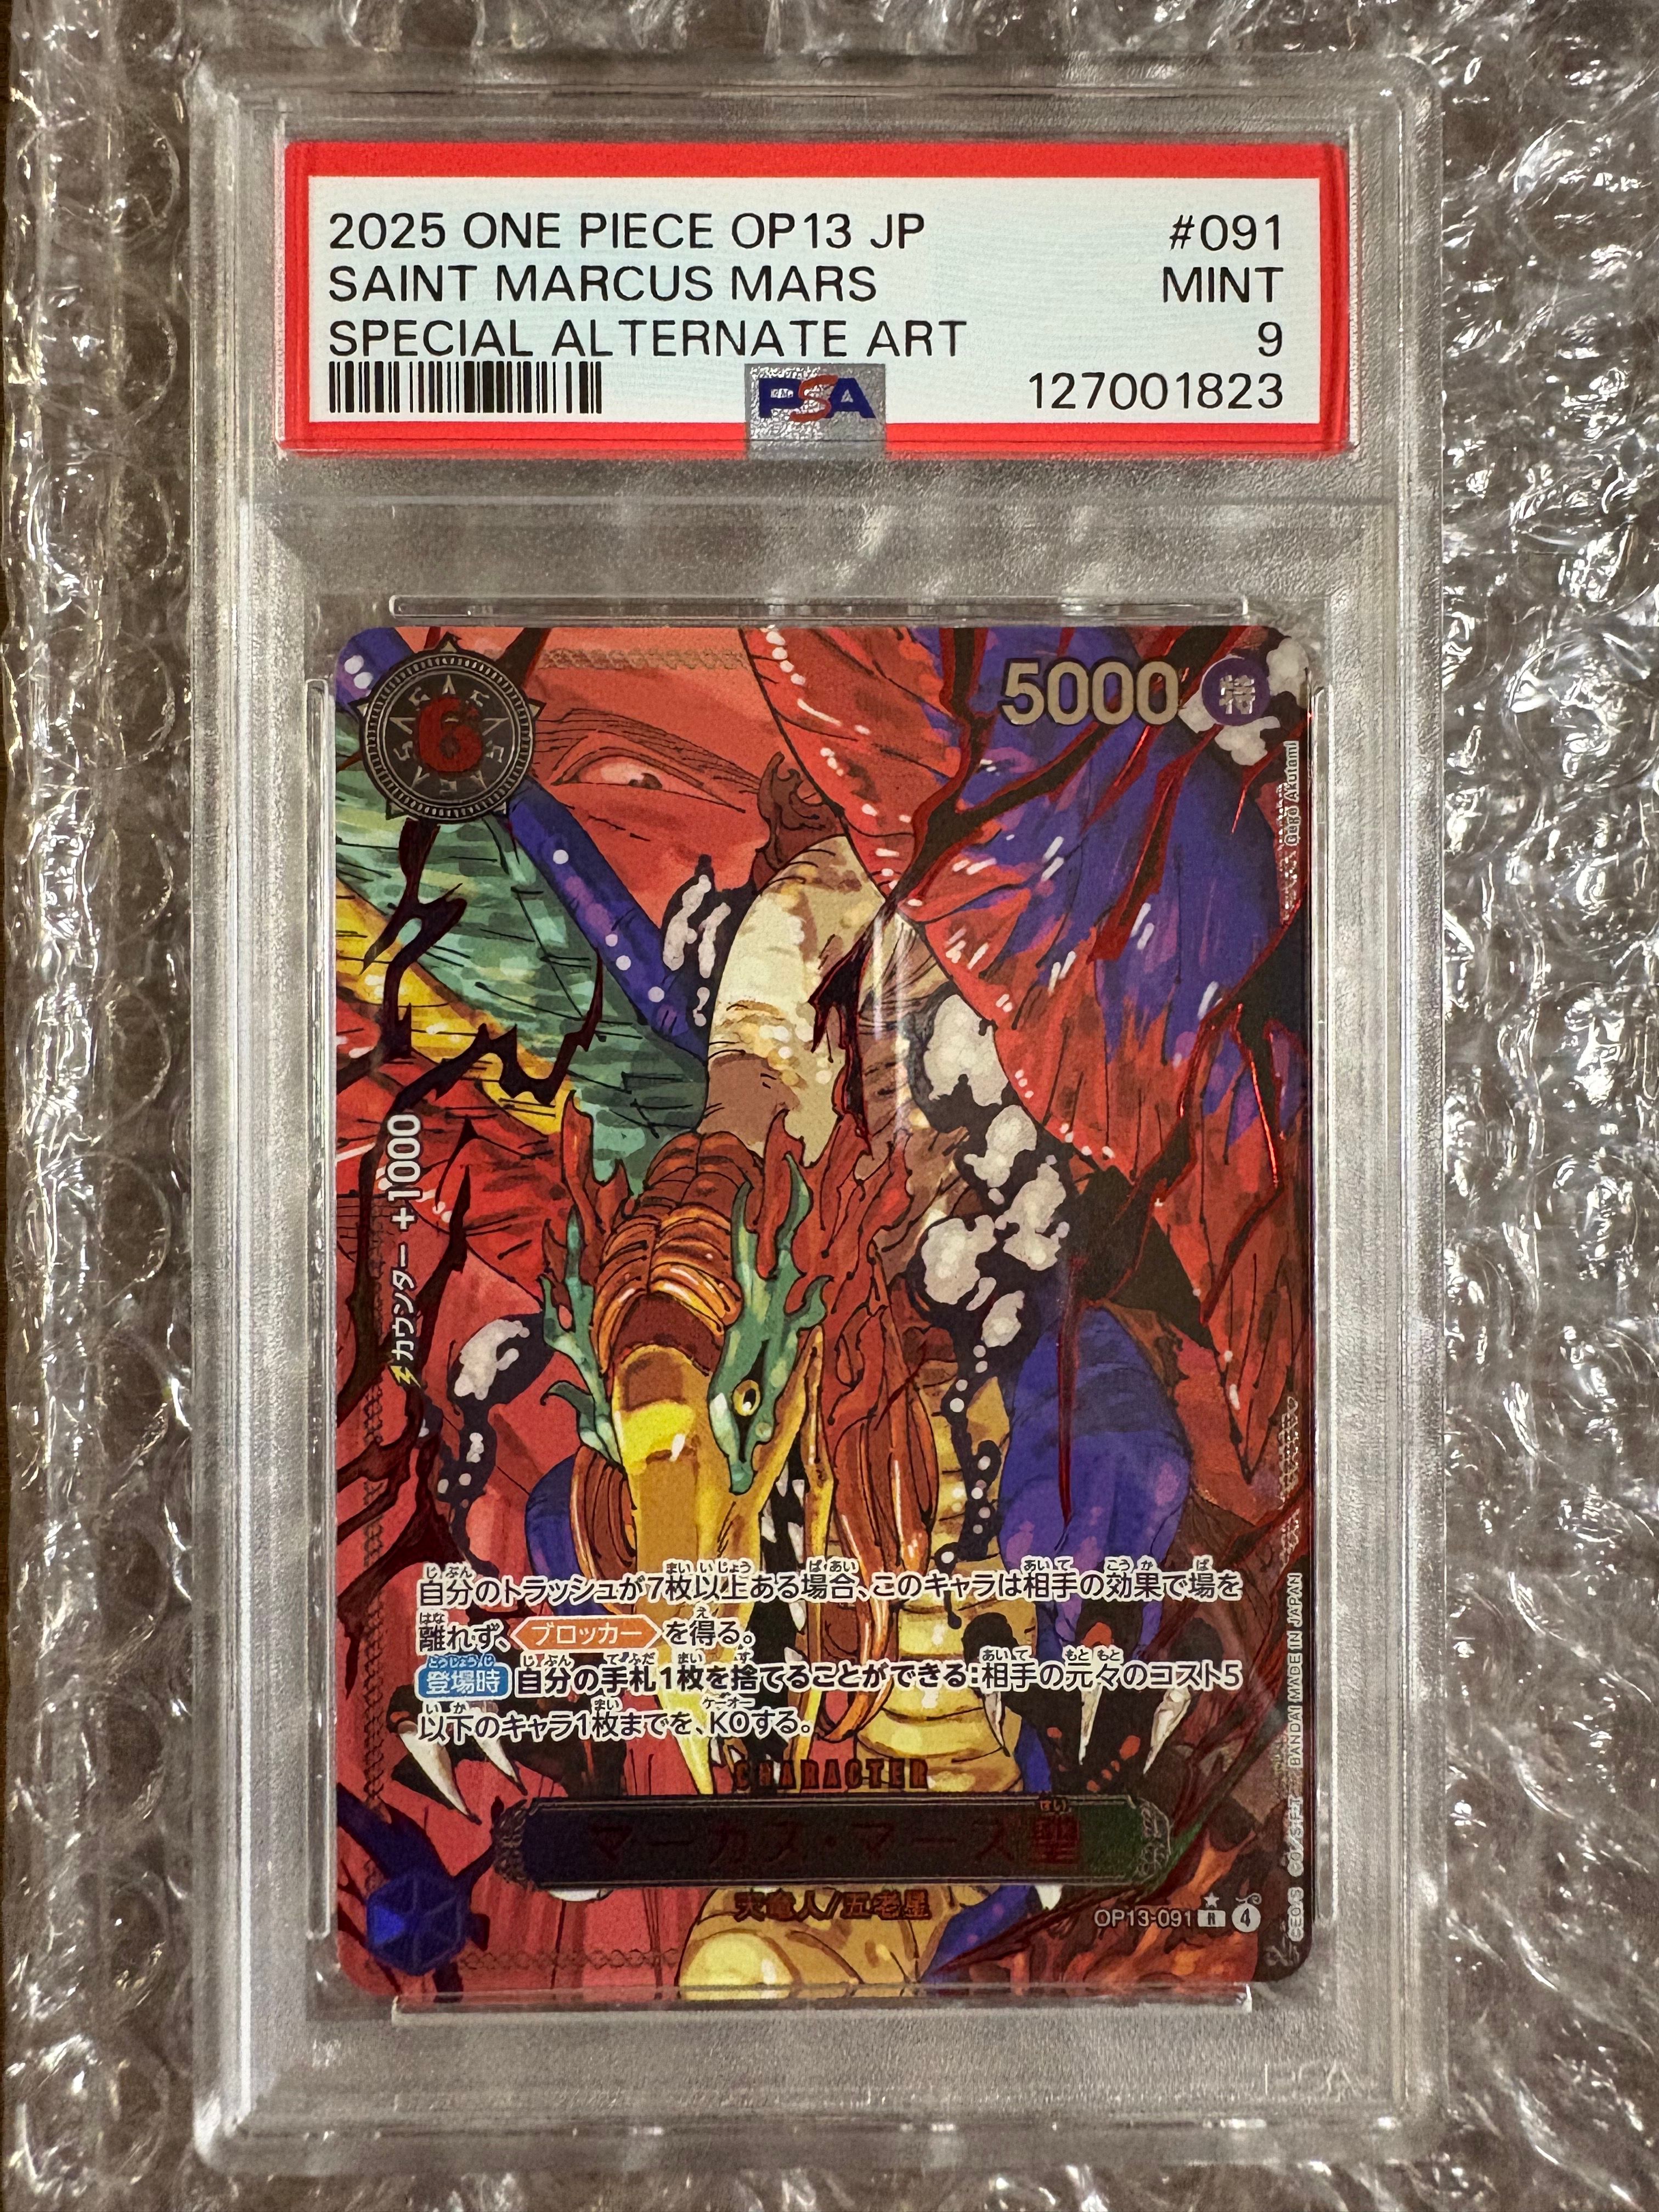 2025 ONE PIECE OP13 JP #091
SAINT MARCUS MARS MINT
SPECIAL ALTERNATE ART 9
PSA 127001823
6
5000 特
Gege Akutami
カウンター +1000
自分のトラッシュが7枚以上ある場合、このキャラは相手の効果で場を
離れず、ブロッカーを得る。
登場時 自分の手札1枚を捨てることができる:相手の元々のコスト5
以下のキャラ1枚までを、KOする。
CHARACTER
マーカス・マーズ聖
天竜人/五老星
OP13-091 R 4
©E.O./S. ©E.O./S.,F.,T. BANDAI MADE IN JAPAN
PSA